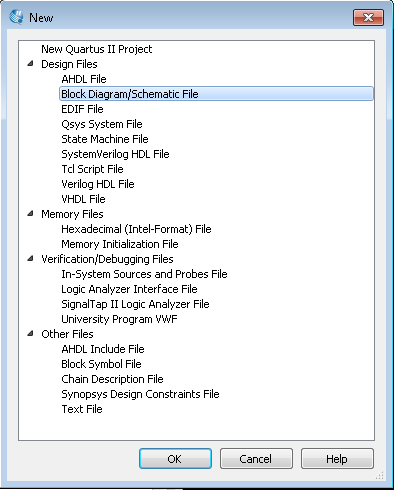 New
New Quartus II Project
Design Files
AHDL File
Block Diagram/Schematic File
EDIF File
Qsys System File
State Machine File
SystemVerilog HDL File
Tcl Script File
Verilog HDL File
VHDL File
Memory Files
Hexadecimal (Intel-Format) File
Memory Initialization File
Verification/Debugging Files
In-System Sources and Probes File
Logic Analyzer Interface File
SignalTap II Logic Analyzer File
University Program VWF
Other Files
AHDL Include File
Block Symbol File
Chain Description File
Synopsys Design Constraints File
Text File
OK Cancel Help